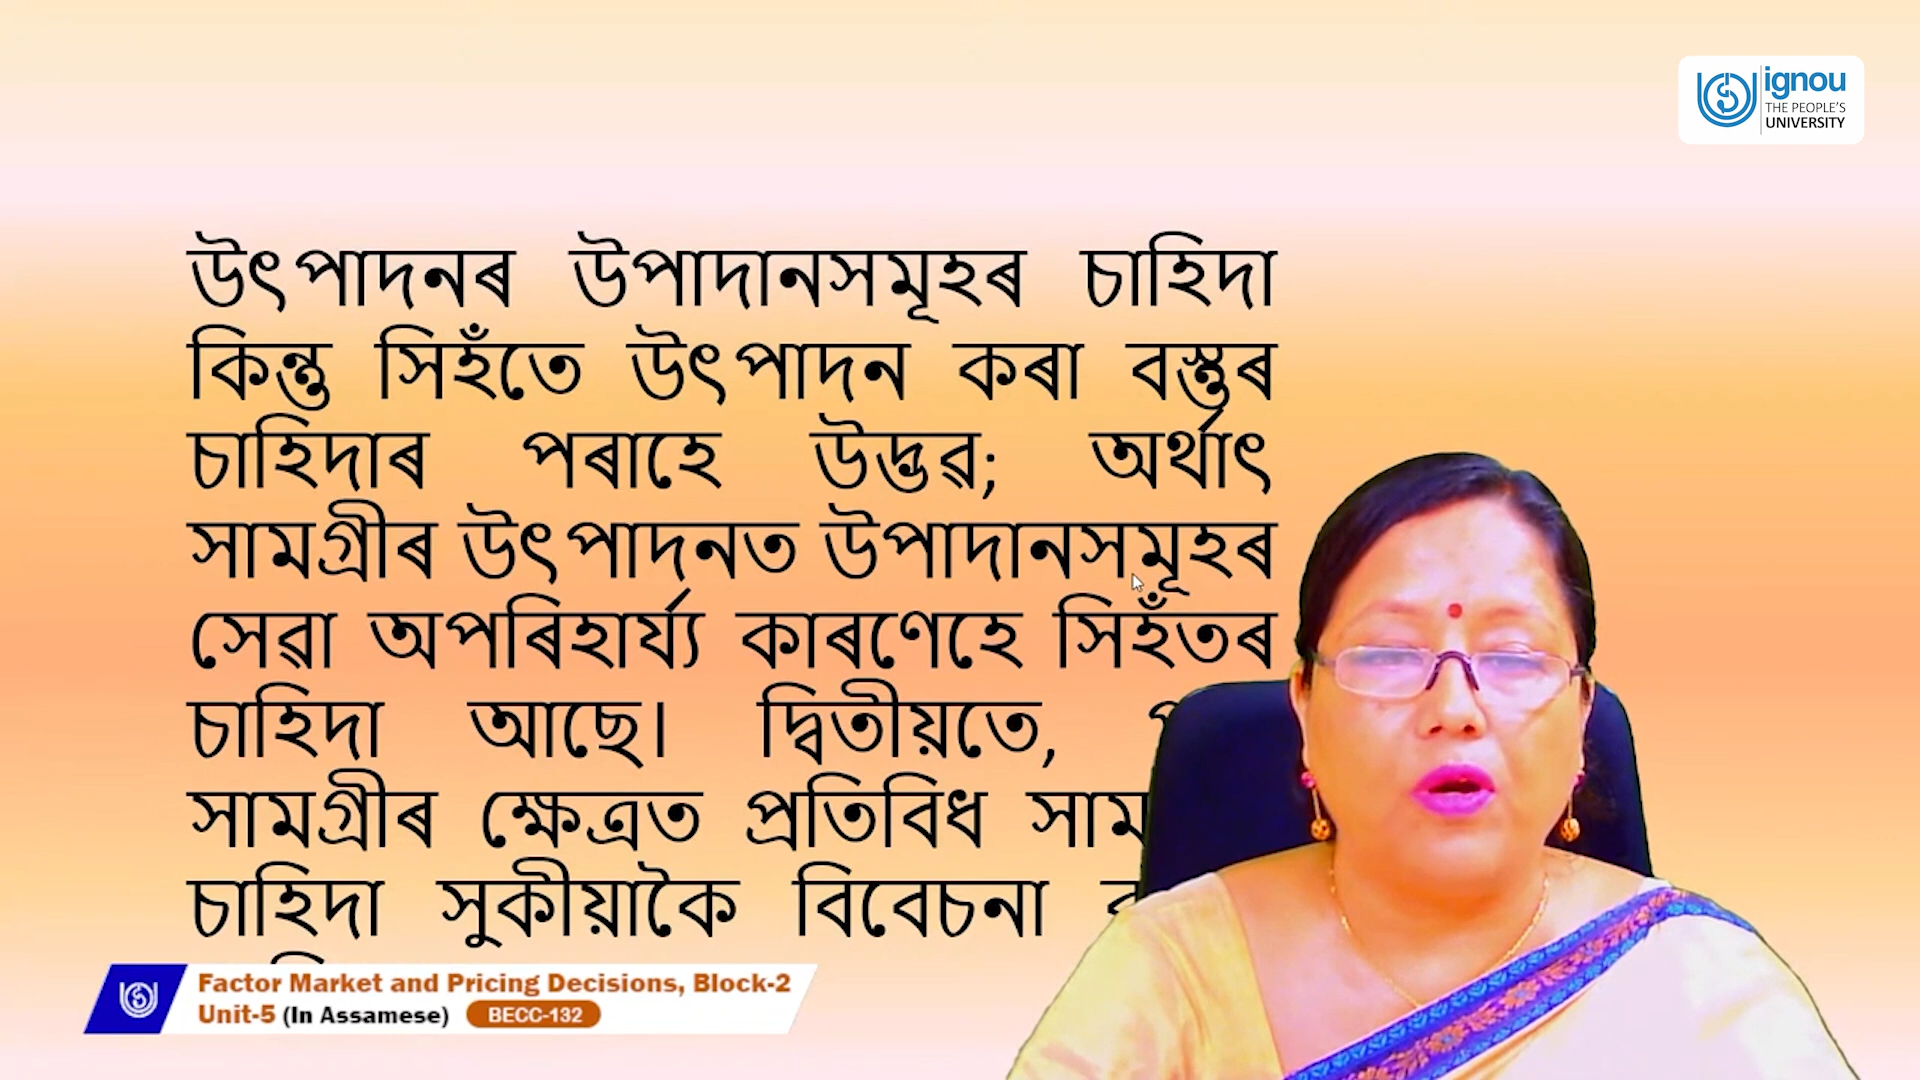 ignou
THE PEOPLE'S
UNIVERSITY
উৎপাদনৰ উপাদানসমূহৰ চাহিদা
কিন্তু সিহঁতে উৎপাদন কৰা বস্তুৰ
চাহিদাৰ পৰাহে উদ্ভৱ; অৰ্থাৎ
সামগ্ৰীৰ উৎপাদনত উপাদানসমূহৰ
সেৱা অপৰিহাৰ্য্য কাৰণেহে সিহঁতৰ
চাহিদা আছে। দ্বিতীয়তে,
সামগ্ৰীৰ ক্ষেত্ৰত প্ৰতিবিধ
চাহিদা সুকীয়াকৈ বিবেচনা
Factor Market and Pricing Decisions, Block-2
Unit-5 (In Assamese) BECC-132